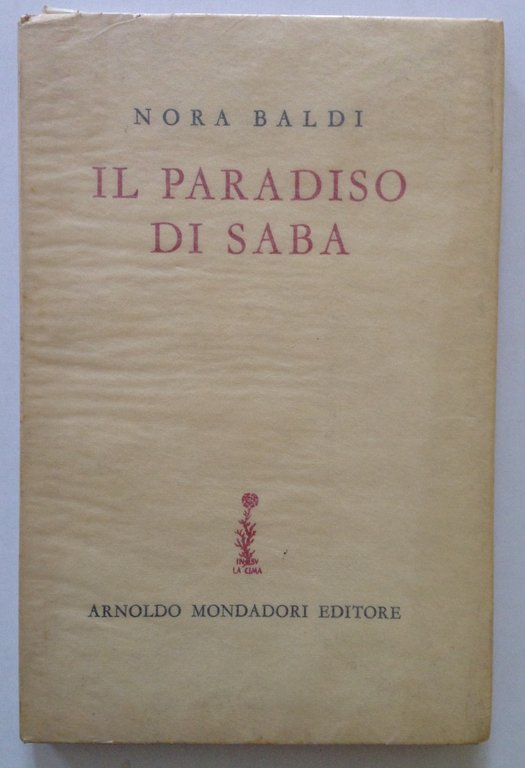 NORA BALDI
IL PARADISO
DI SABA
IN SV
LA CIMA
ARNOLDO MONDADORI EDITORE